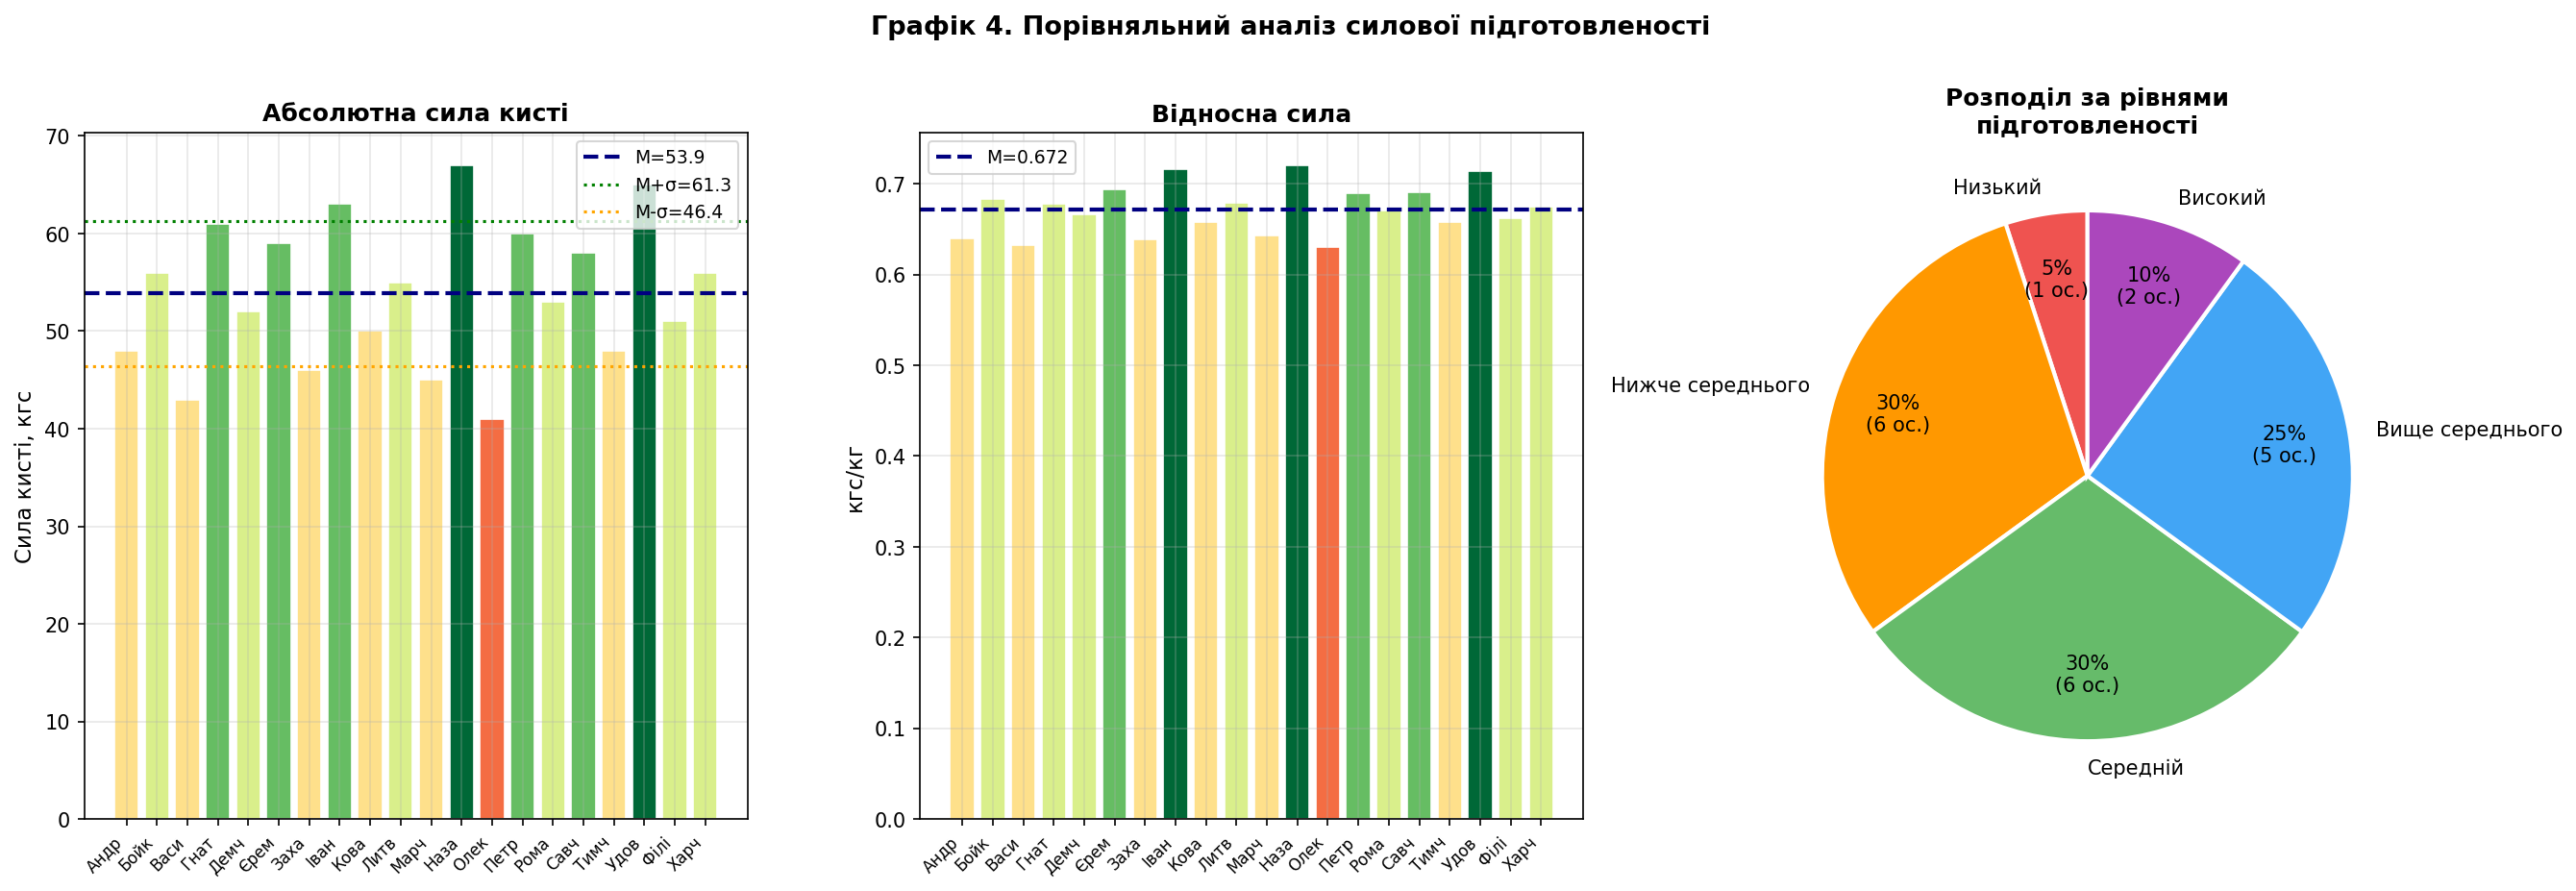 Графік 4. Порівняльний аналіз силової підготовленості
Абсолютна сила кисті
M=53.9
M+σ=61.3
M-σ=46.4
Сила кисті, кгс
70
60
50
40
30
20
10
0
Андр
Бойк
Васи
Гнат
Демч
Єрем
Заха
Іван
Кова
Литв
Марч
Наза
Олек
Петр
Рома
Савч
Тимч
Удов
Філі
Харч
Відносна сила
M=0.672
кгс/кг
0.7
0.6
0.5
0.4
0.3
0.2
0.1
0.0
Андр
Бойк
Васи
Гнат
Демч
Єрем
Заха
Іван
Кова
Литв
Марч
Наза
Олек
Петр
Рома
Савч
Тимч
Удов
Філі
Харч
Розподіл за рівнями
підготовленості
Низький
5%
(1 ос.)
Високий
10%
(2 ос.)
Нижче середнього
30%
(6 ос.)
Вище середнього
25%
(5 ос.)
30%
(6 ос.)
Середній